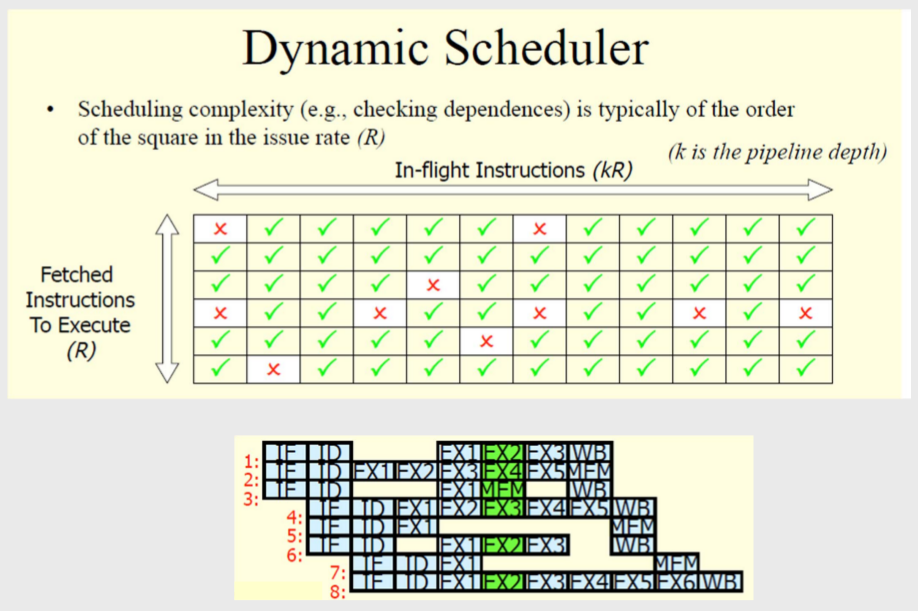 Dynamic Scheduler
• Scheduling complexity (e.g., checking dependences) is typically of the order
of the square in the issue rate (R)
(k is the pipeline depth)
In-flight Instructions (kR)
Fetched
Instructions
To Execute
(R)
1: IF ID EX1 EX2 EX3 WB
2: IF ID EX1 EX2 EX3 EX4 EX5 MEM
3: IF ID EX1 MEM WB
4: IF ID EX1 EX2 EX3 EX4 EX5 WB
5: IF ID EX1 MEM
6: IF ID EX1 EX2 EX3 WB
7: IF ID EX1 MEM
8: IF ID EX1 EX2 EX3 EX4 EX5 EX6 WB